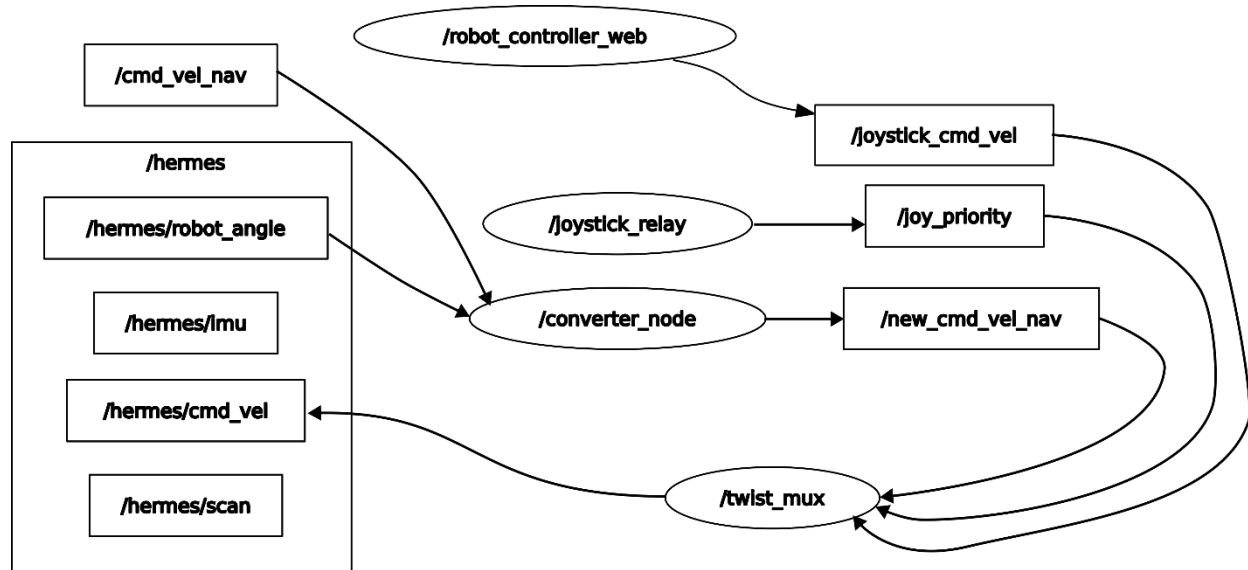 /robot_controller_web
/cmd_vel_nav
/joystick_cmd_vel
/hermes
/hermes/robot_angle
/joystick_relay
/joy_priority
/hermes/imu
/converter_node
/new_cmd_vel_nav
/hermes/cmd_vel
/hermes/scan
/twist_mux